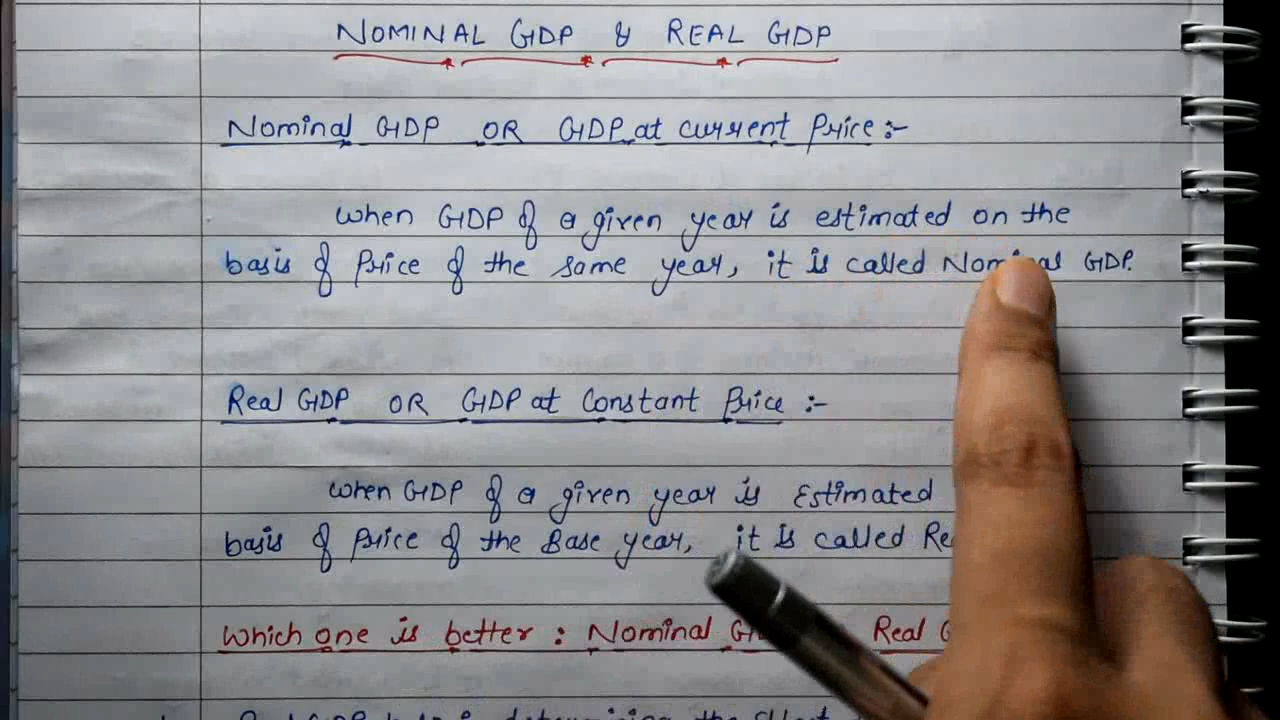 NOMINAL GDP & REAL GDP
Nominal GDP OR GDP at current Price :-
When GDP of a given year is estimated on the
basis of Price of the same year, it is called Nominal GDP.
Real GDP OR GDP at Constant Price :-
When GDP of a given year is Estimated
basis of Price of the Base year, it is called
Which one is better : Nominal Real
determining the